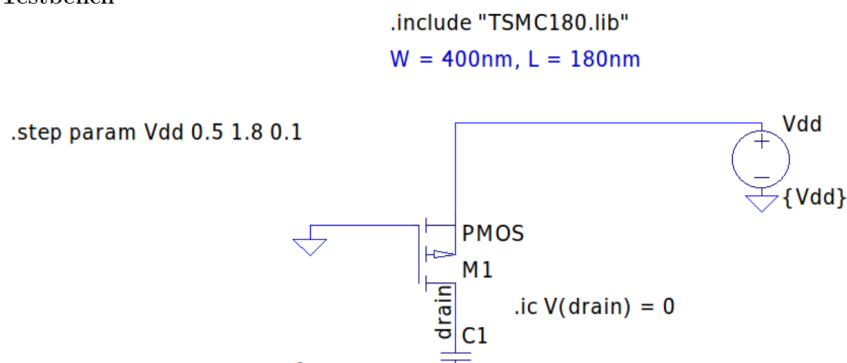 .include "TSMC180.lib"
W = 400nm, L = 180nm
Vdd
.step param Vdd 0.5 1.8 0.1
{Vdd}
PMOS
M1
drain
.ic V(drain) = 0
C1